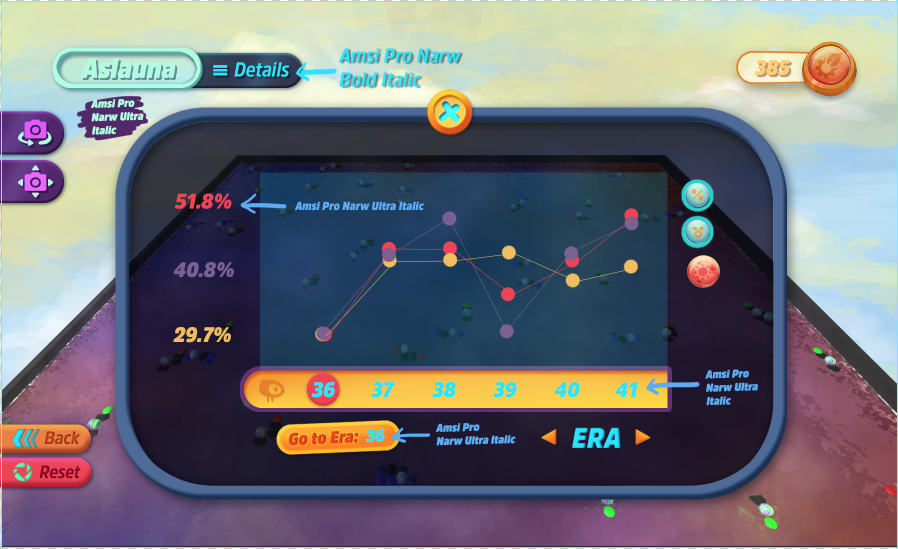 Aslauna
Details
Amsi Pro Narw
Bold Italic
385
Amsi Pro
Narw Ultra
Italic
51.8%
Amsi Pro Narw Ultra Italic
%
40.8%
29.7%
36 37 38 39 40 41
Amsi Pro
Narw Ultra
Italic
Go to Era: 36
Amsi Pro
Narw Ultra Italic
ERA
Back
Reset